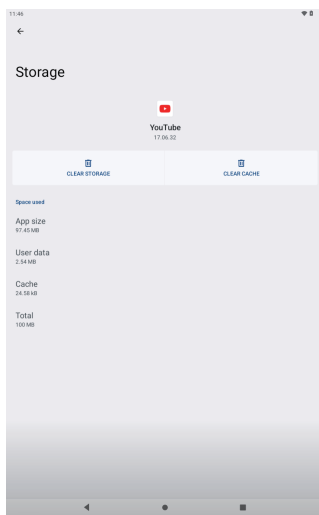 11:46
Storage
YouTube
17.06.32
CLEAR STORAGE
CLEAR CACHE
Space used
App size
97.45 MB
User data
2.54 MB
Cache
24.58 kB
Total
100 MB